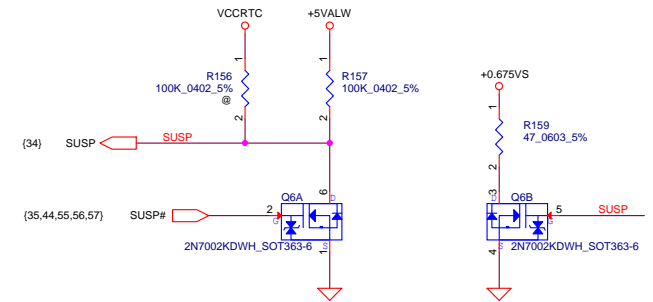 VCCRTC +5VALW
1 1
R156 R157
100K_0402_5% 100K_0402_5%
@
2 2
+0.675VS
1
R159
47_0603_5%
2
{34} SUSP SUSP
{35,44,55,56,57} SUSP#
2 Q6A 6 D
G S 1
2N7002KDWH_SOT363-6
3 D Q6B 5 SUSP
G S 4
2N7002KDWH_SOT363-6